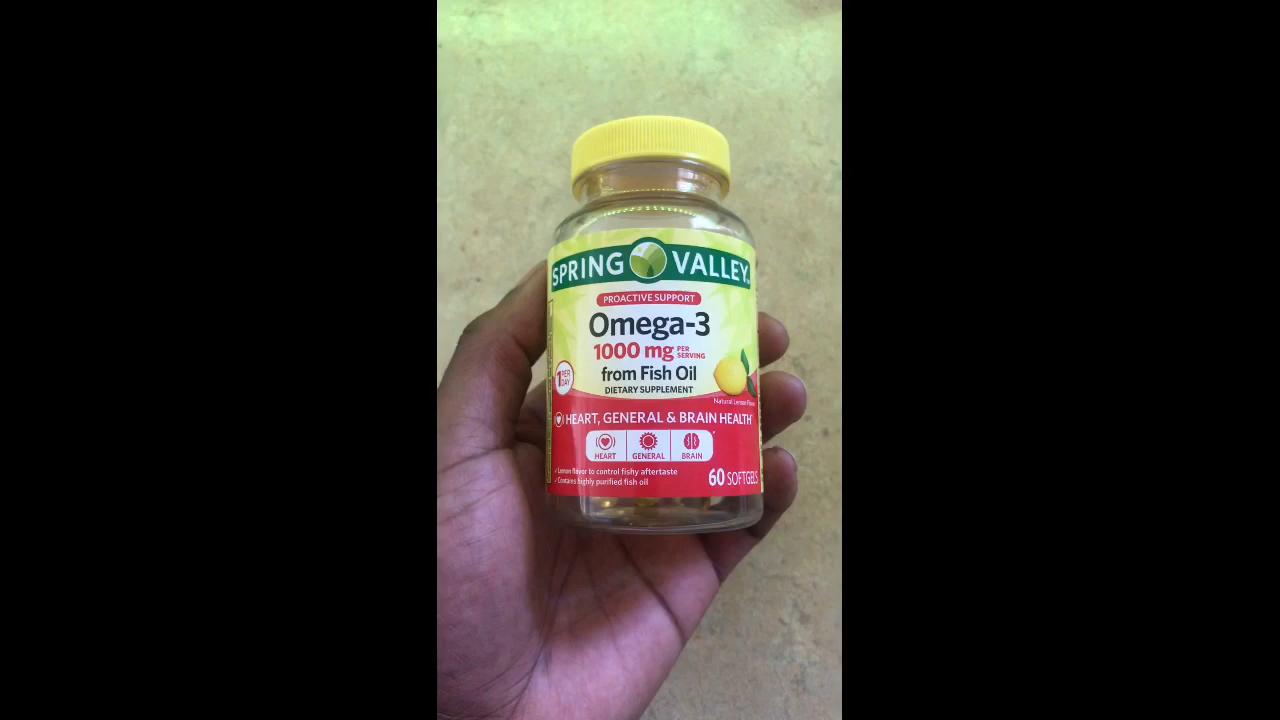 SPRING VALLEY
PROACTIVE SUPPORT
Omega-3
1000 mg PER SERVING
from Fish Oil
DIETARY SUPPLEMENT
1 PER DAY
Natural Lemon Flavor
HEART, GENERAL & BRAIN HEALTH*
HEART GENERAL BRAIN
✓Lemon flavor to control fishy aftertaste
✓Contains highly purified fish oil
60 SOFTGELS